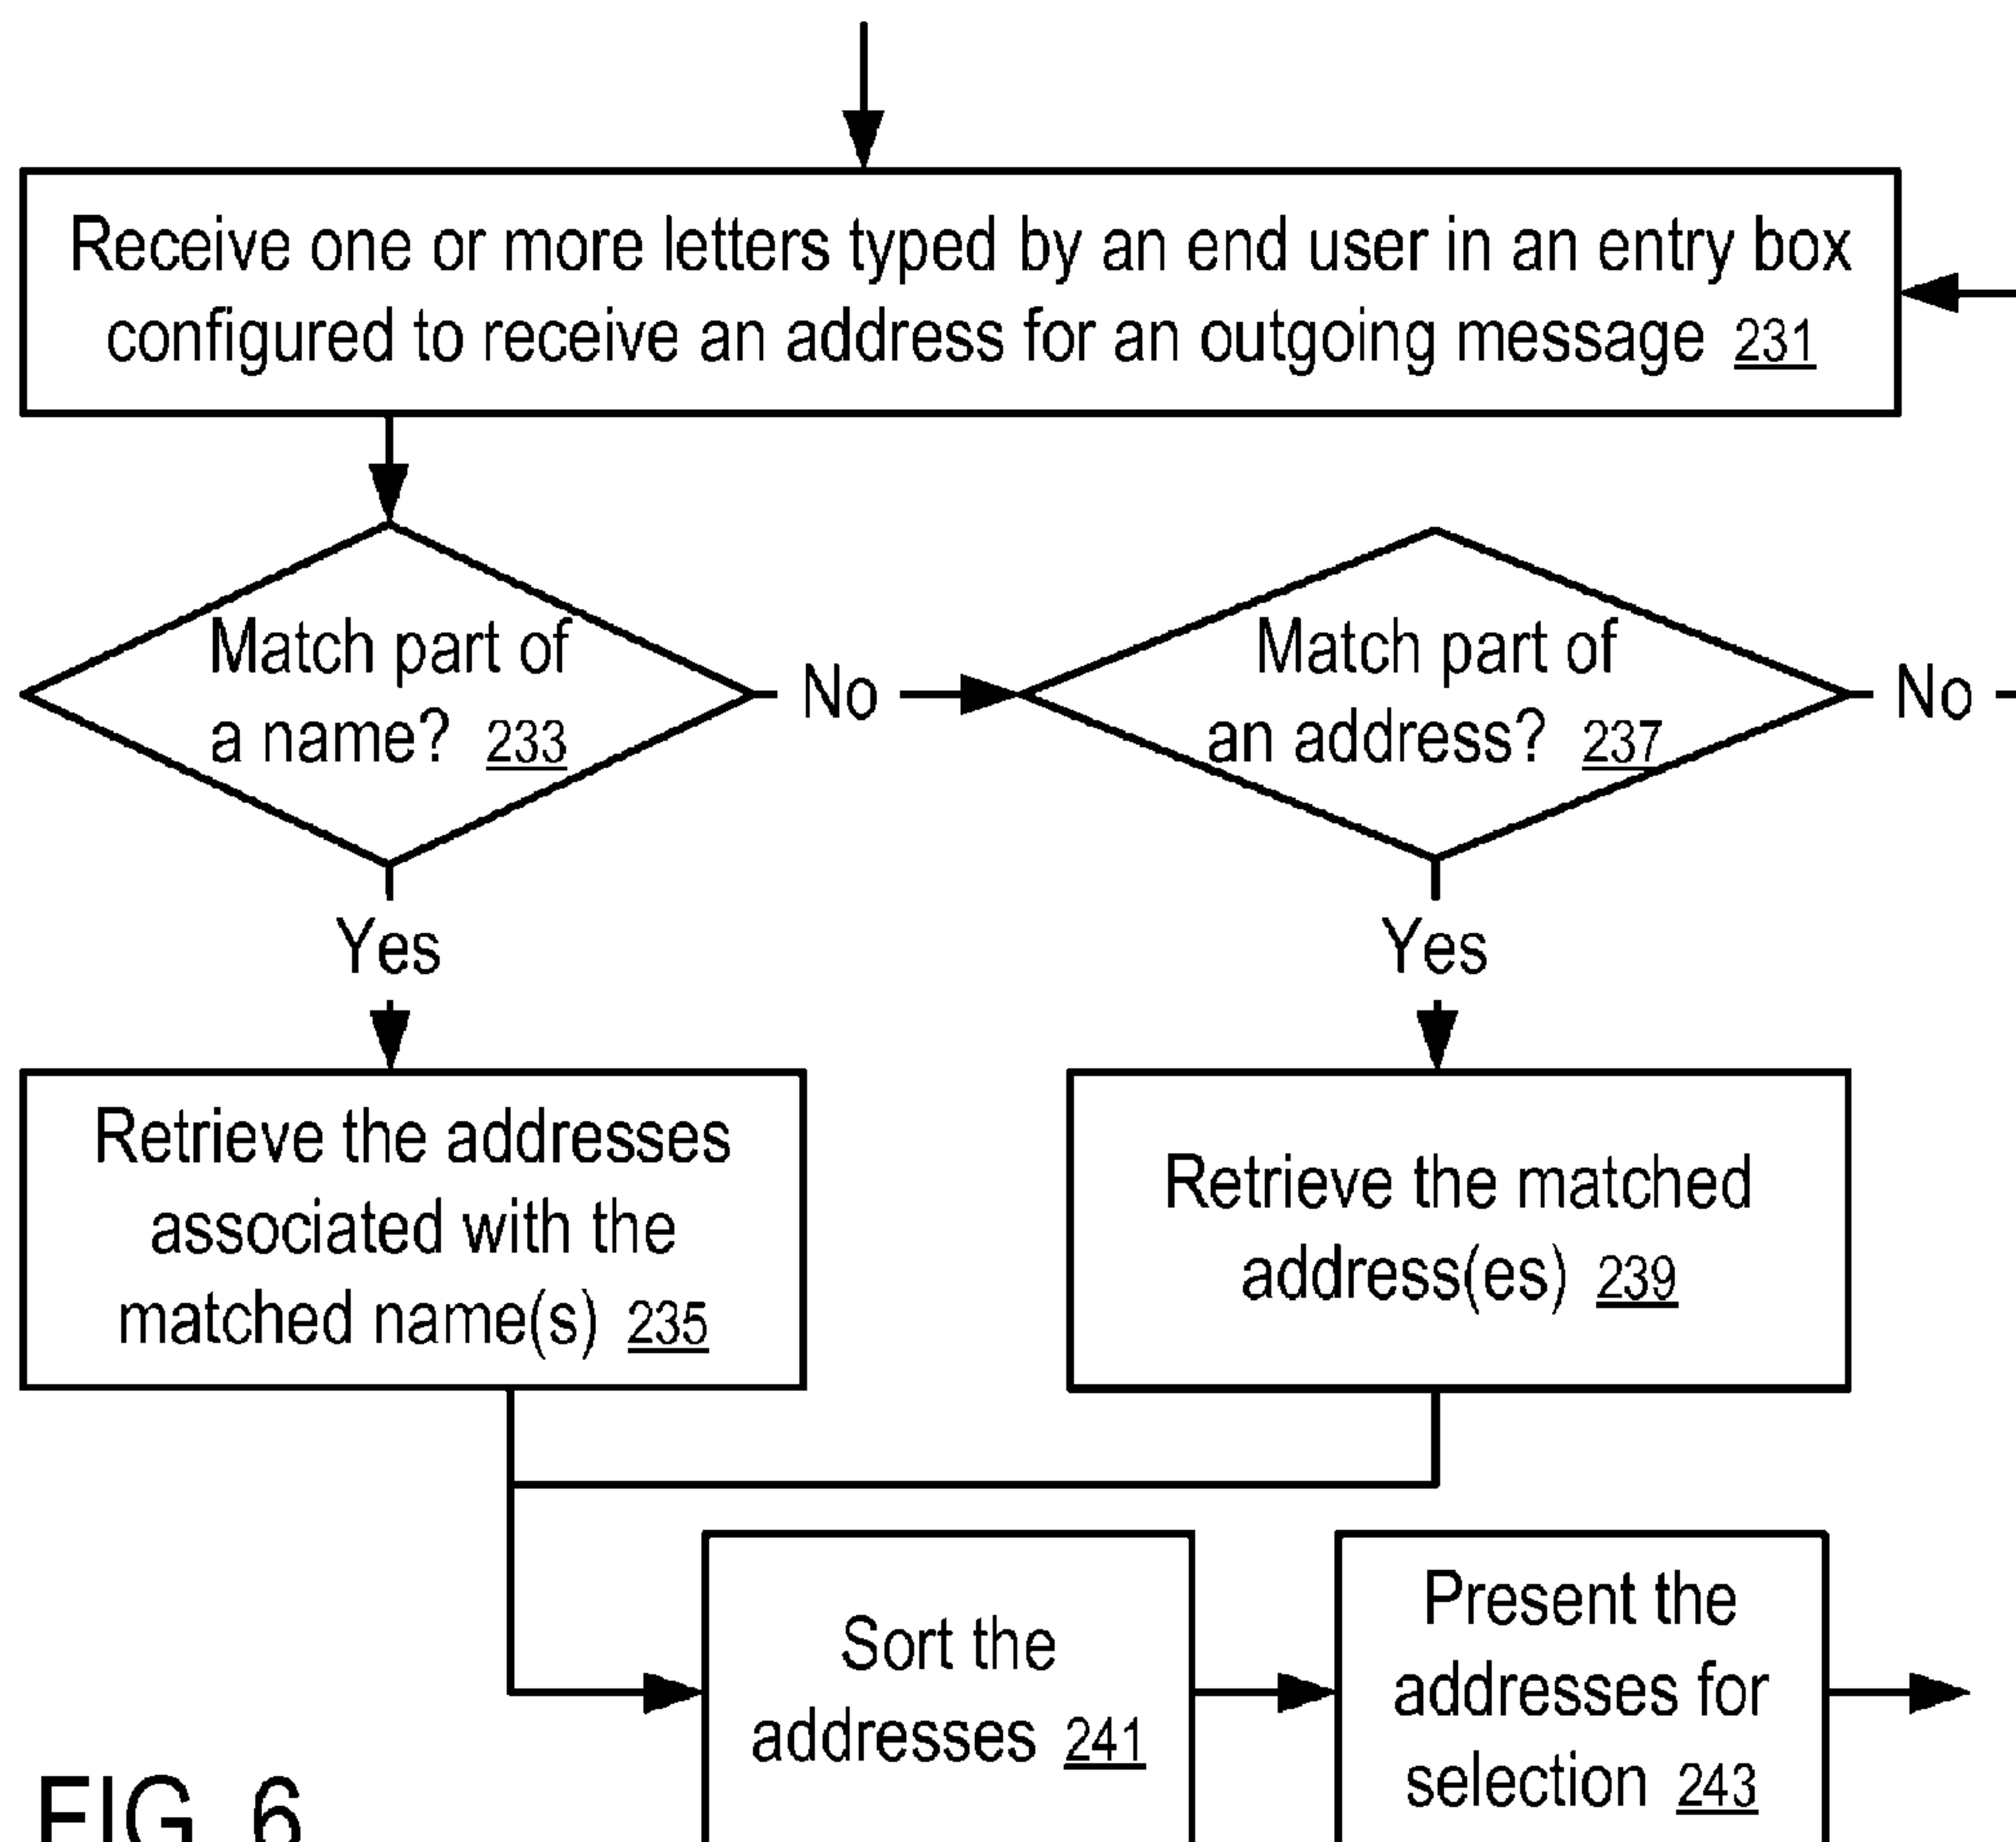 Receive one or more letters typed by an end user in an entry box
configured to receive an address for an outgoing message 231
Match part of
a name? 233
No
Match part of
an address? 237
No
Yes
Yes
Retrieve the addresses
associated with the
matched name(s) 235
Retrieve the matched
address(es) 239
Sort the
addresses 241
Present the
addresses for
selection 243
FIG. 6